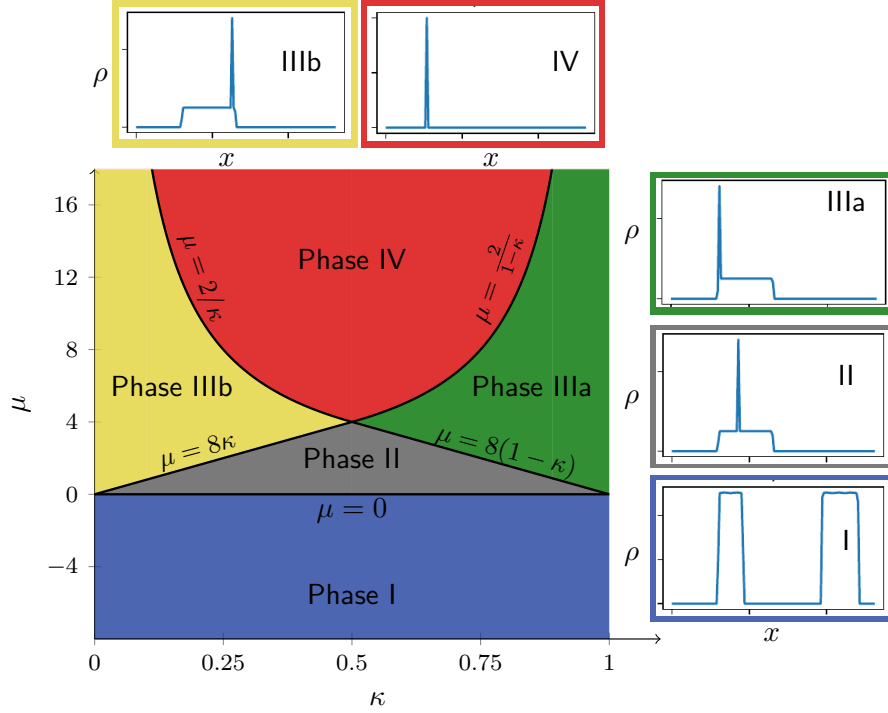 IIIb
IV
ρ
x
x
16
12
8
4
0
−4
μ
Phase IV
μ = 2/κ
μ = 2/(1−κ)
Phase IIIb
Phase IIIa
μ = 8κ
μ = 8(1 − κ)
Phase II
μ = 0
Phase I
0
0.25
0.5
0.75
1
κ
IIIa
ρ
II
ρ
I
ρ
x